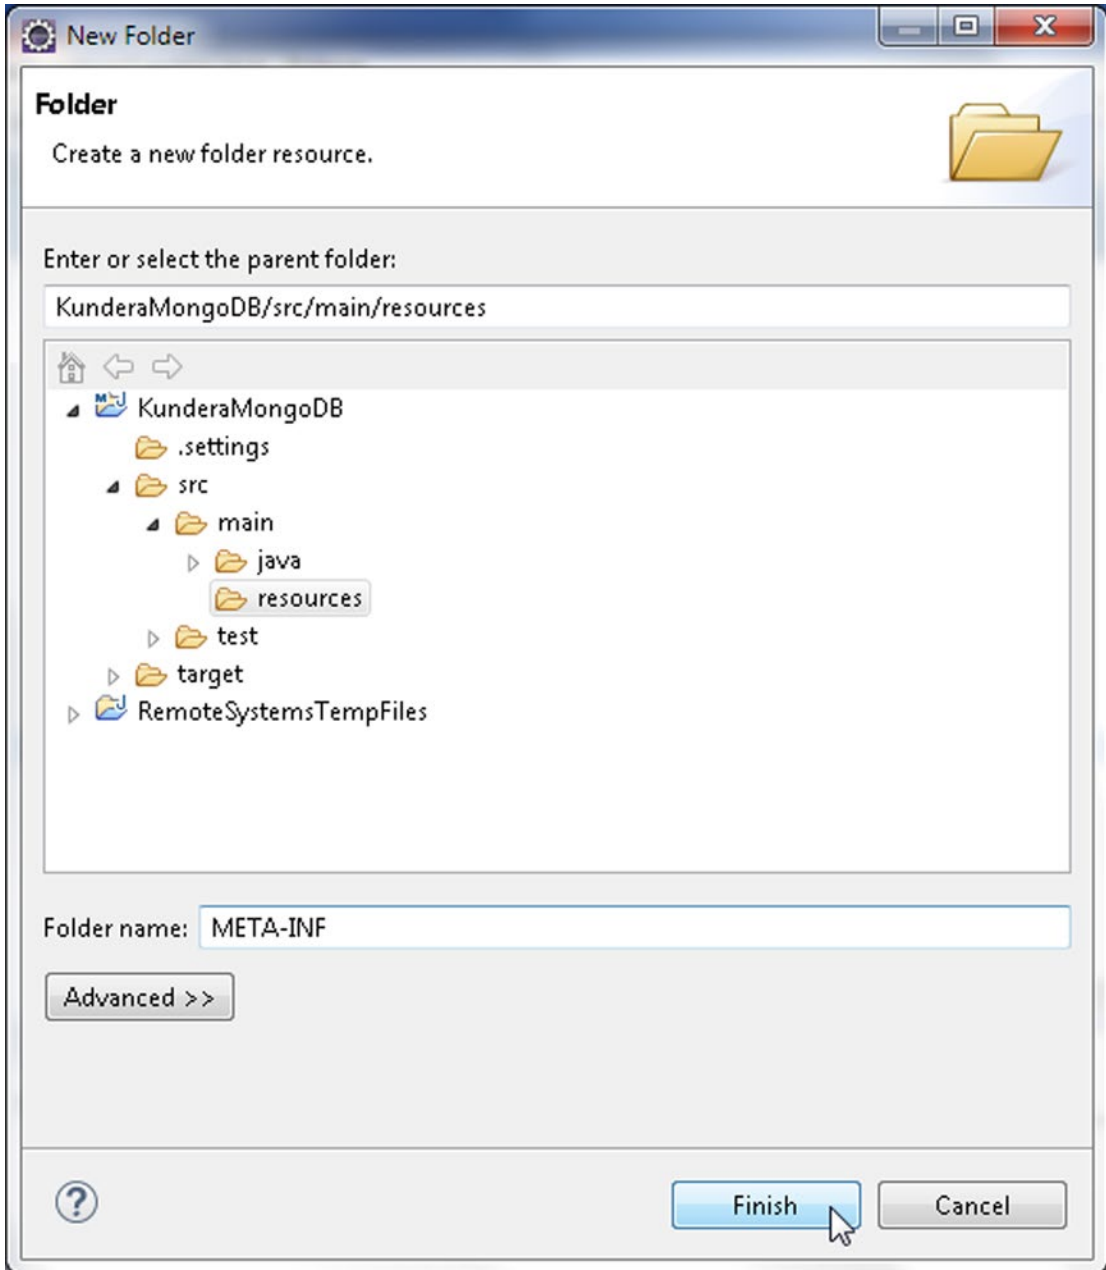 New Folder
Folder
Create a new folder resource.
Enter or select the parent folder:
KunderaMongoDB/src/main/resources
KunderaMongoDB
.settings
src
main
java
resources
test
target
RemoteSystemsTempFiles
Folder name: META-INF
Advanced >>
Finish Cancel